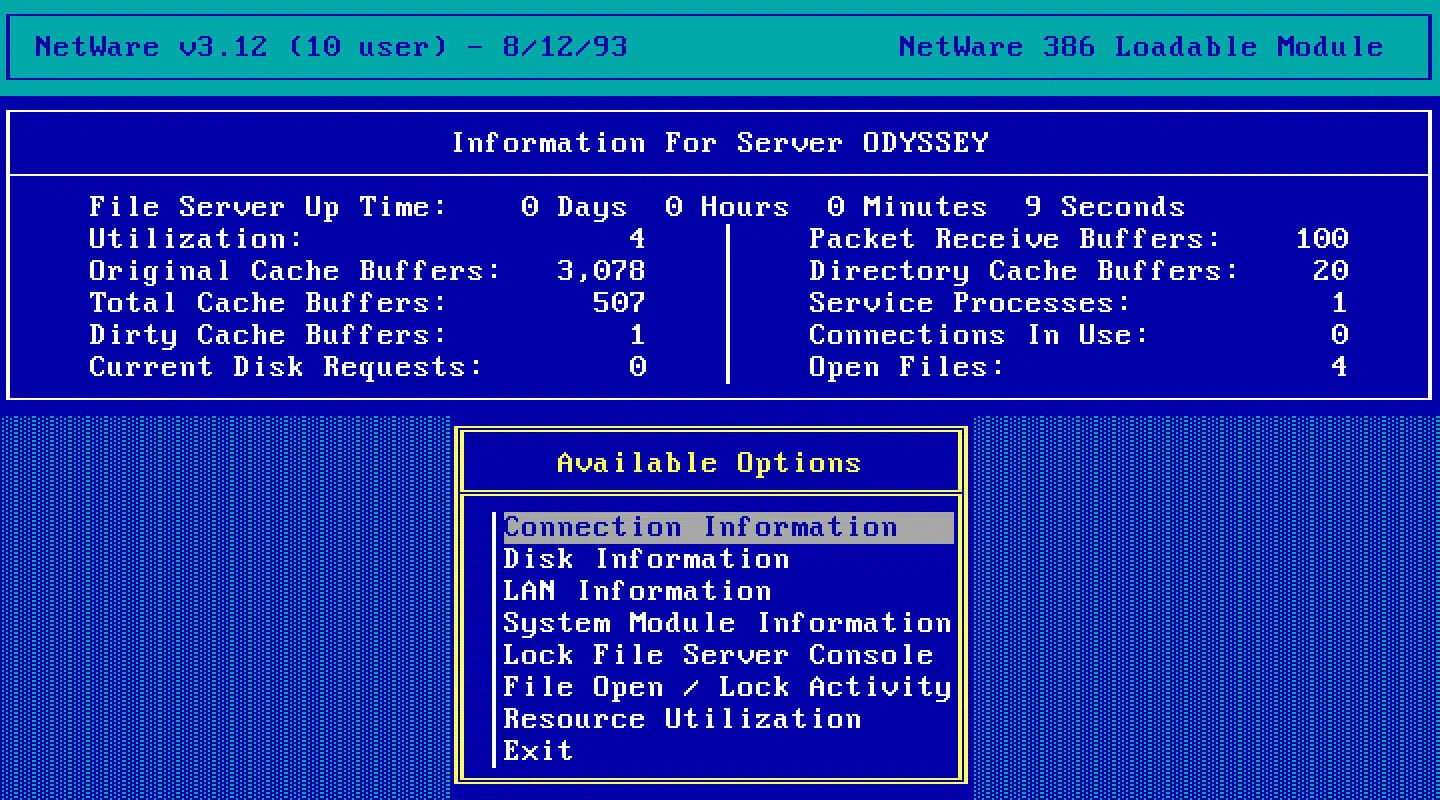 NetWare v3.12 (10 user) - 8/12/93 NetWare 386 Loadable Module
Information For Server ODYSSEY
File Server Up Time: 0 Days 0 Hours 0 Minutes 9 Seconds
Utilization: 4 Packet Receive Buffers: 100
Original Cache Buffers: 3,078 Directory Cache Buffers: 20
Total Cache Buffers: 507 Service Processes: 1
Dirty Cache Buffers: 1 Connections In Use: 0
Current Disk Requests: 0 Open Files: 4
Available Options
Connection Information
Disk Information
LAN Information
System Module Information
Lock File Server Console
File Open / Lock Activity
Resource Utilization
Exit